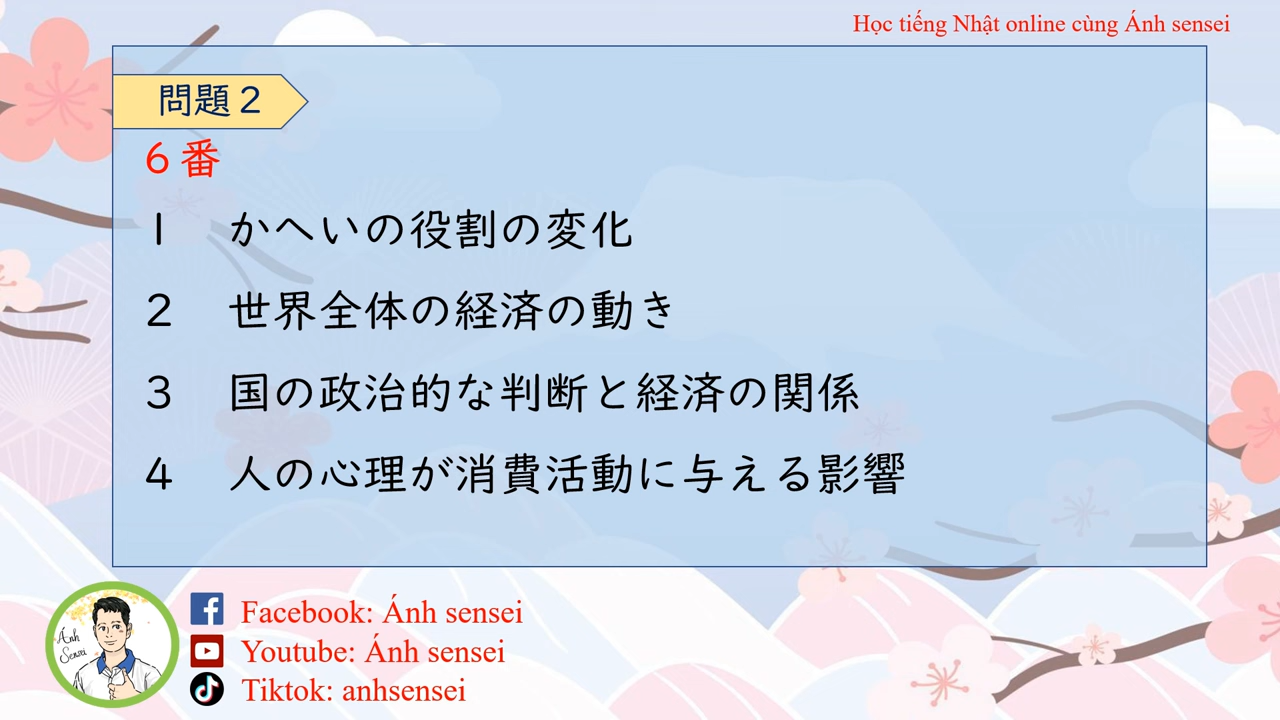 Học tiếng Nhật online cùng Ánh sensei
問題２
６番
１　かへいの役割の変化
２　世界全体の経済の動き
３　国の政治的な判断と経済の関係
４　人の心理が消費活動に与える影響
Ánh Sensei
Facebook: Ánh sensei
Youtube: Ánh sensei
Tiktok: anhsensei